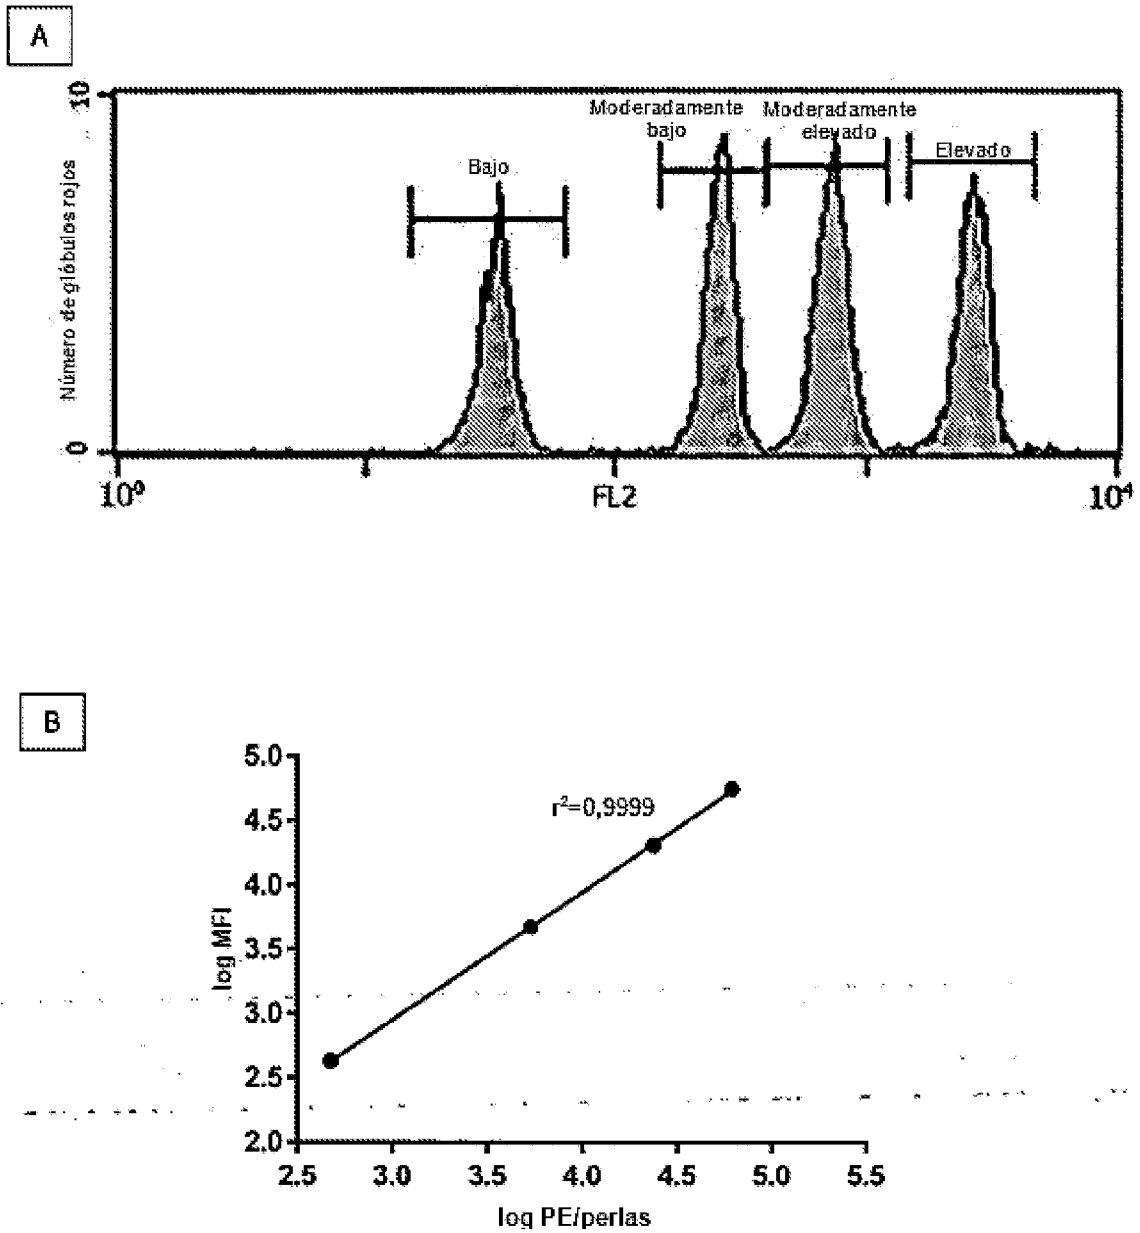 A
10
Número de glóbulos rojos
0
Bajo
Moderadamente
bajo
Moderadamente
elevado
Elevado
10⁰
FL2
10⁴
B
5.0
4.5
4.0
3.5
3.0
2.5
2.0
log MFI
r²=0,9999
2.5 3.0 3.5 4.0 4.5 5.0 5.5
log PE/perlas